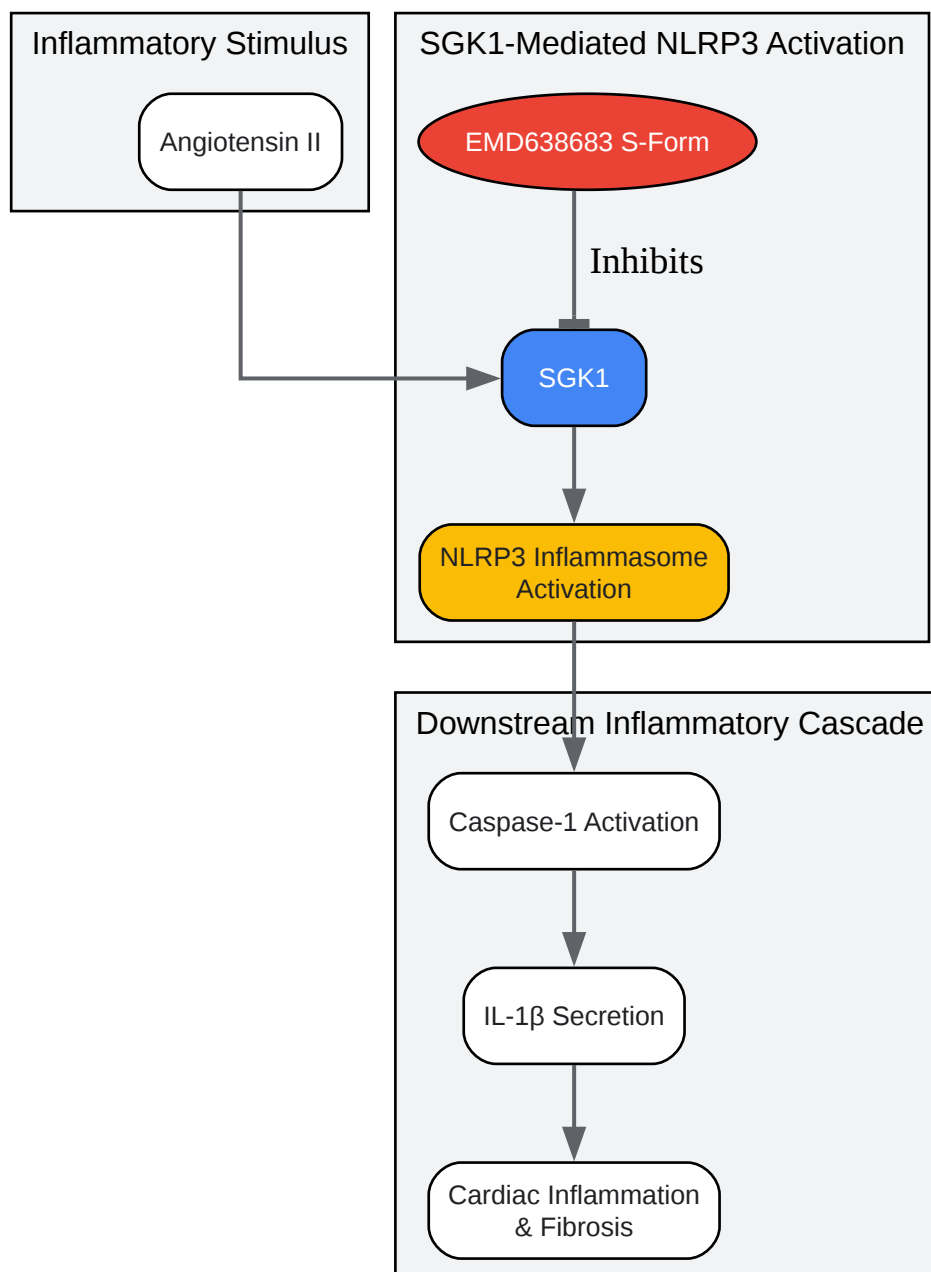 Inflammatory Stimulus
Angiotensin II
SGK1-Mediated NLRP3 Activation
EMD638683 S-Form
Inhibits
SGK1
NLRP3 Inflammasome
Activation
Downstream Inflammatory Cascade
Caspase-1 Activation
IL-1β Secretion
Cardiac Inflammation
& Fibrosis